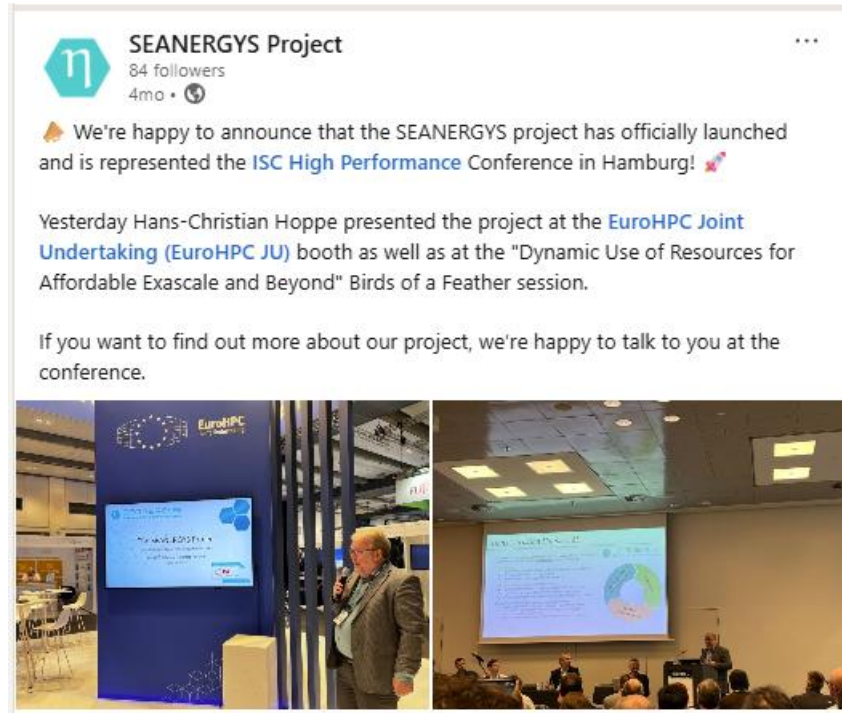 η
SEANERGYS Project
84 followers
4mo •
We're happy to announce that the SEANERGYS project has officially launched
and is represented the ISC High Performance Conference in Hamburg!
Yesterday Hans-Christian Hoppe presented the project at the EuroHPC Joint
Undertaking (EuroHPC JU) booth as well as at the "Dynamic Use of Resources for
Affordable Exascale and Beyond" Birds of a Feather session.
If you want to find out more about our project, we're happy to talk to you at the
conference.
EuroHPC